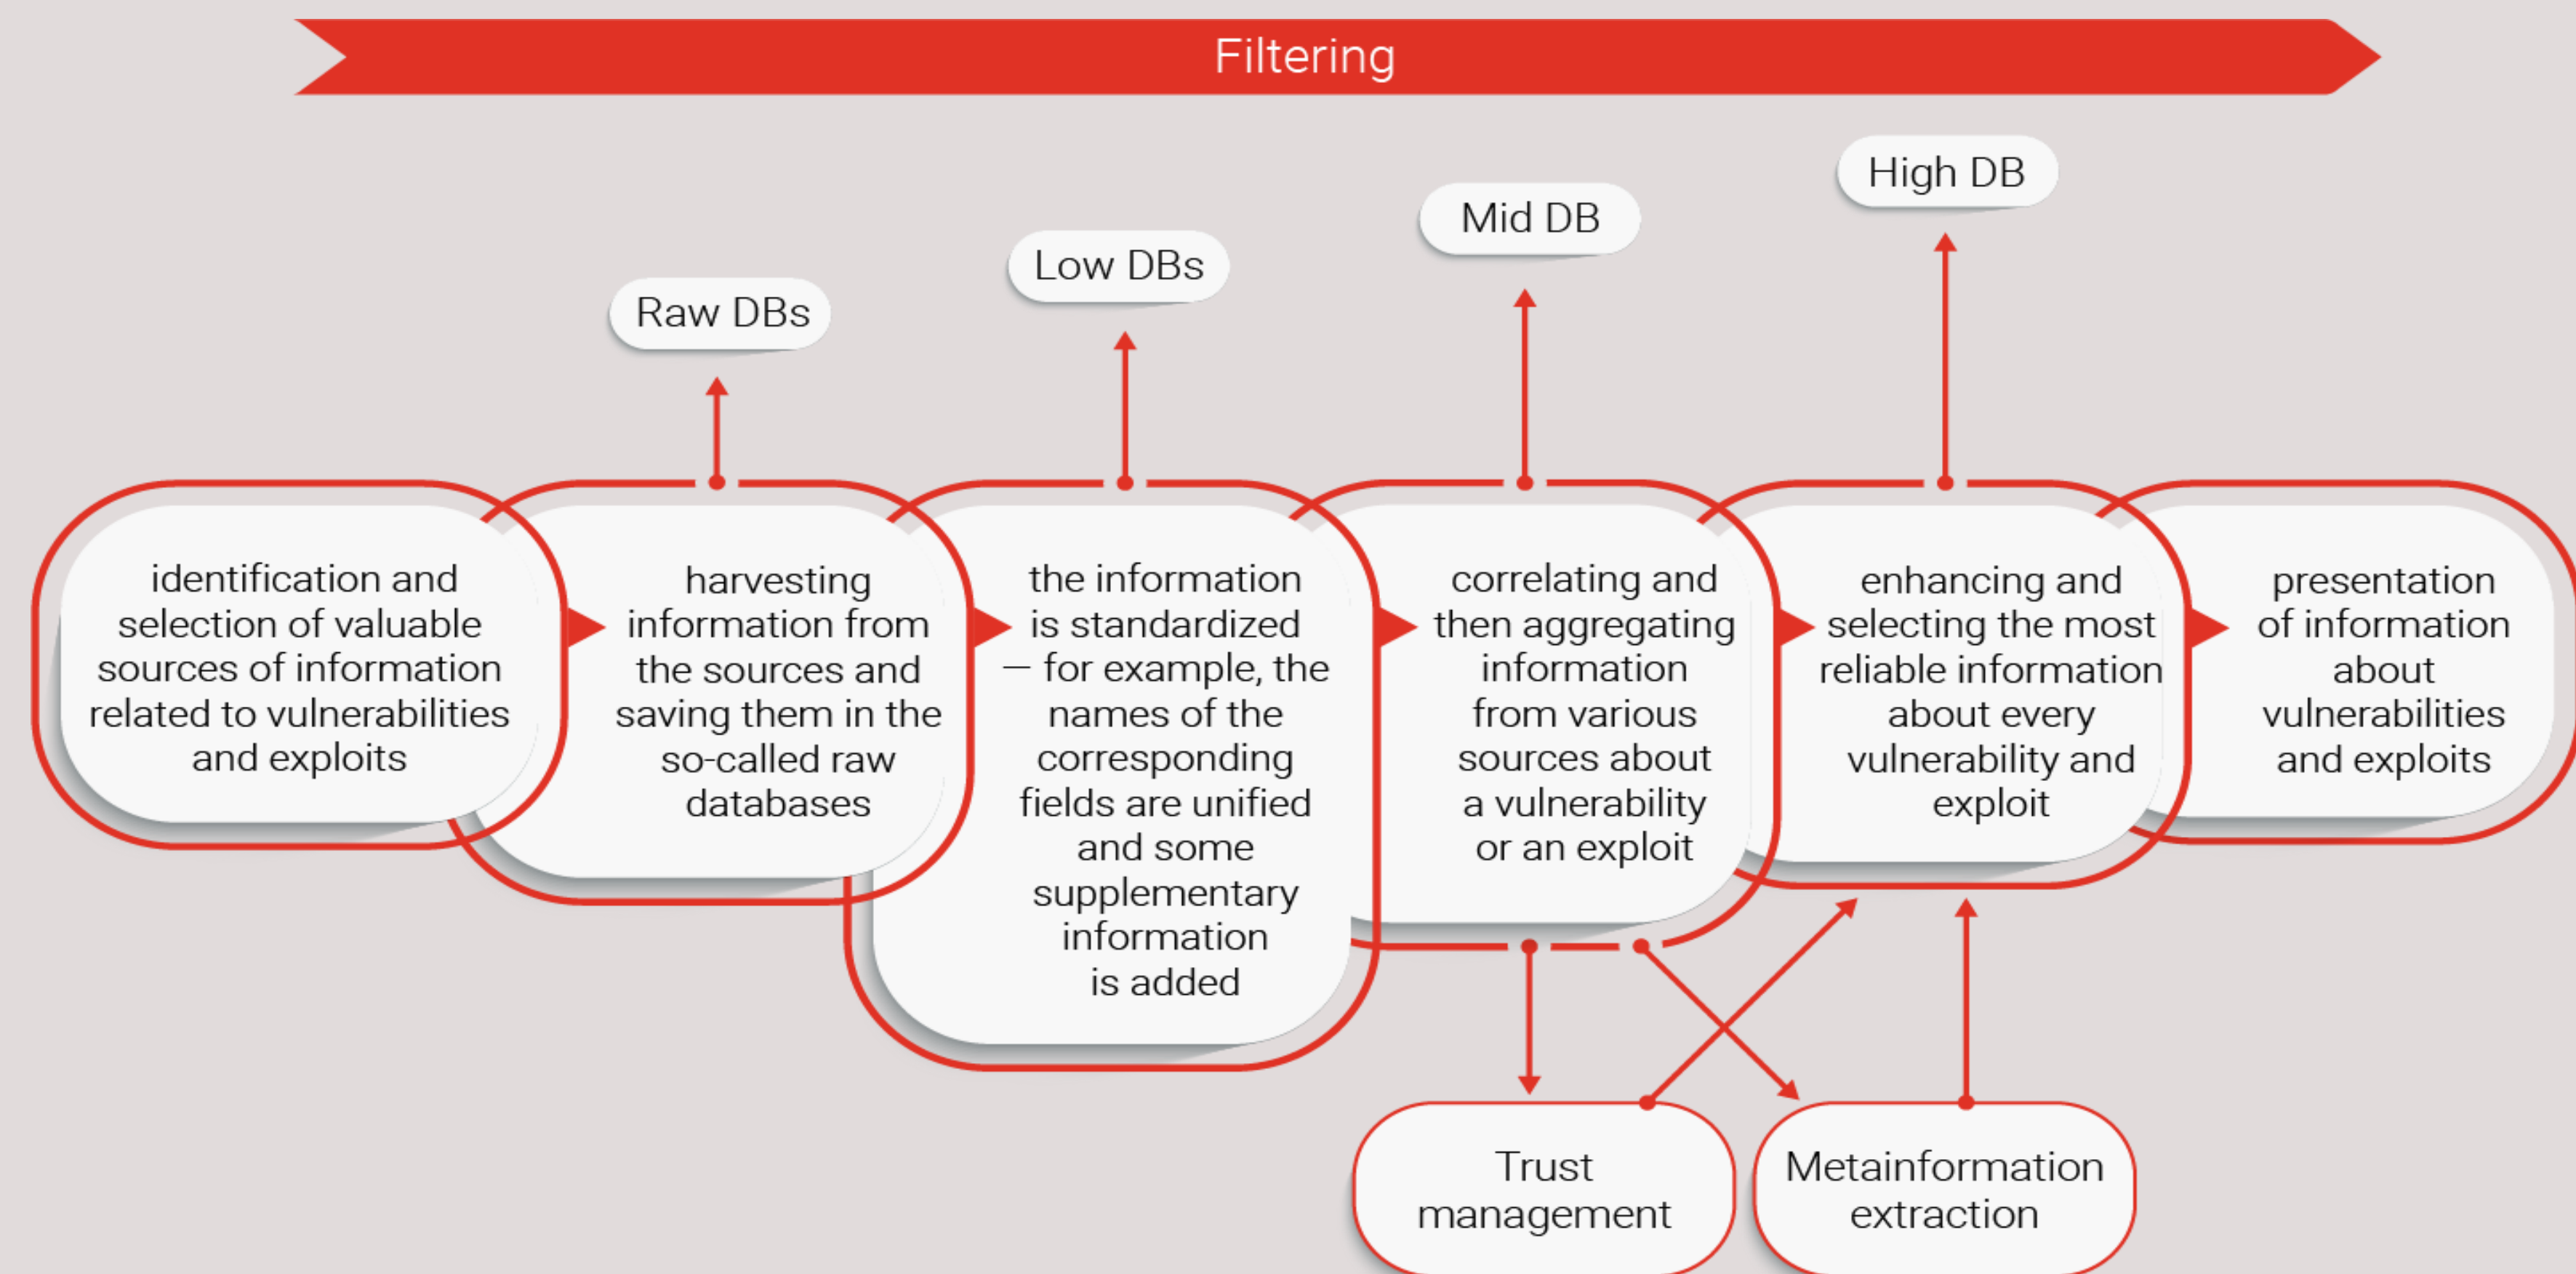 Filtering
High DB
Mid DB
Low DBs
Raw DBs
identification and
selection of valuable
sources of information
related to vulnerabilities
and exploits
harvesting
information from
the sources and
saving them in the
so-called raw
databases
the information
is standardized
— for example, the
names of the
corresponding
fields are unified
and some
supplementary
information
is added
correlating and
then aggregating
information
from various
sources about
a vulnerability
or an exploit
enhancing and
selecting the most
reliable information
about every
vulnerability and
exploit
presentation
of information
about
vulnerabilities
and exploits
Trust
management
Metainformation
extraction